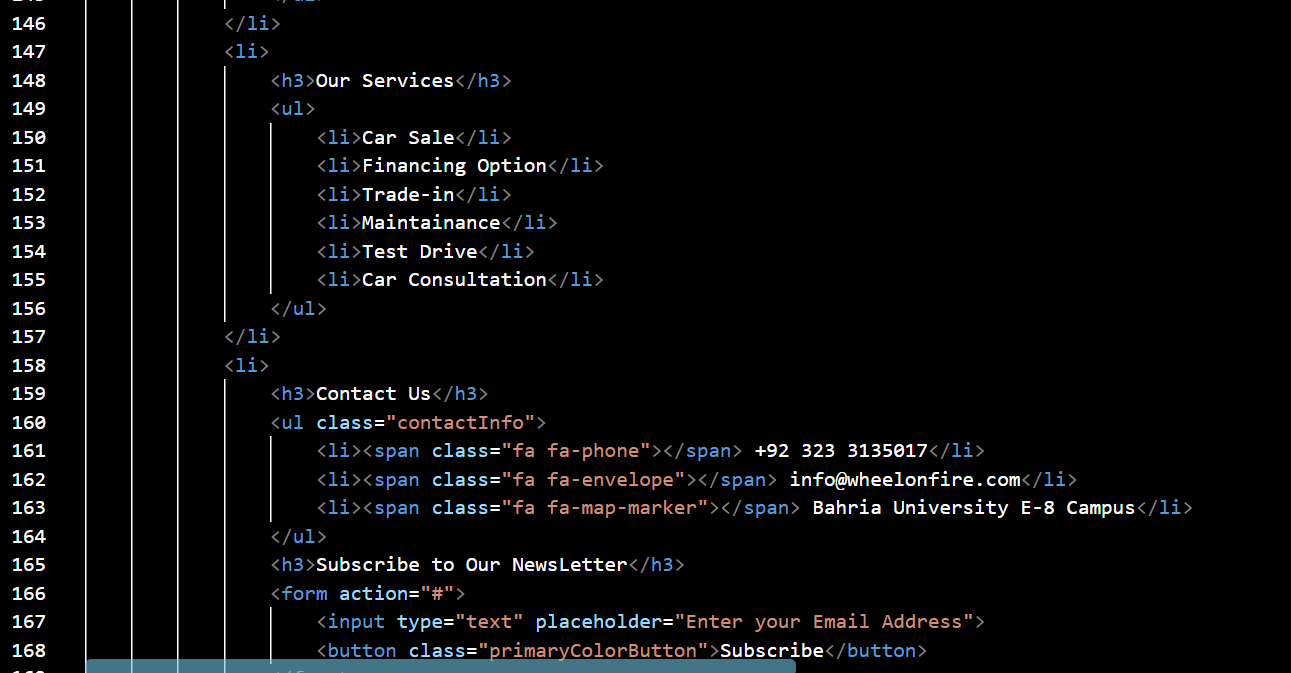 146 </li>
147 <li>
148 <h3>Our Services</h3>
149 <ul>
150 <li>Car Sale</li>
151 <li>Financing Option</li>
152 <li>Trade-in</li>
153 <li>Maintainance</li>
154 <li>Test Drive</li>
155 <li>Car Consultation</li>
156 </ul>
157 </li>
158 <li>
159 <h3>Contact Us</h3>
160 <ul class="contactInfo">
161 <li><span class="fa fa-phone"></span> +92 323 3135017</li>
162 <li><span class="fa fa-envelope"></span> info@wheelonfire.com</li>
163 <li><span class="fa fa-map-marker"></span> Bahria University E-8 Campus</li>
164 </ul>
165 <h3>Subscribe to Our NewsLetter</h3>
166 <form action="#">
167 <input type="text" placeholder="Enter your Email Address">
168 <button class="primaryColorButton">Subscribe</button>